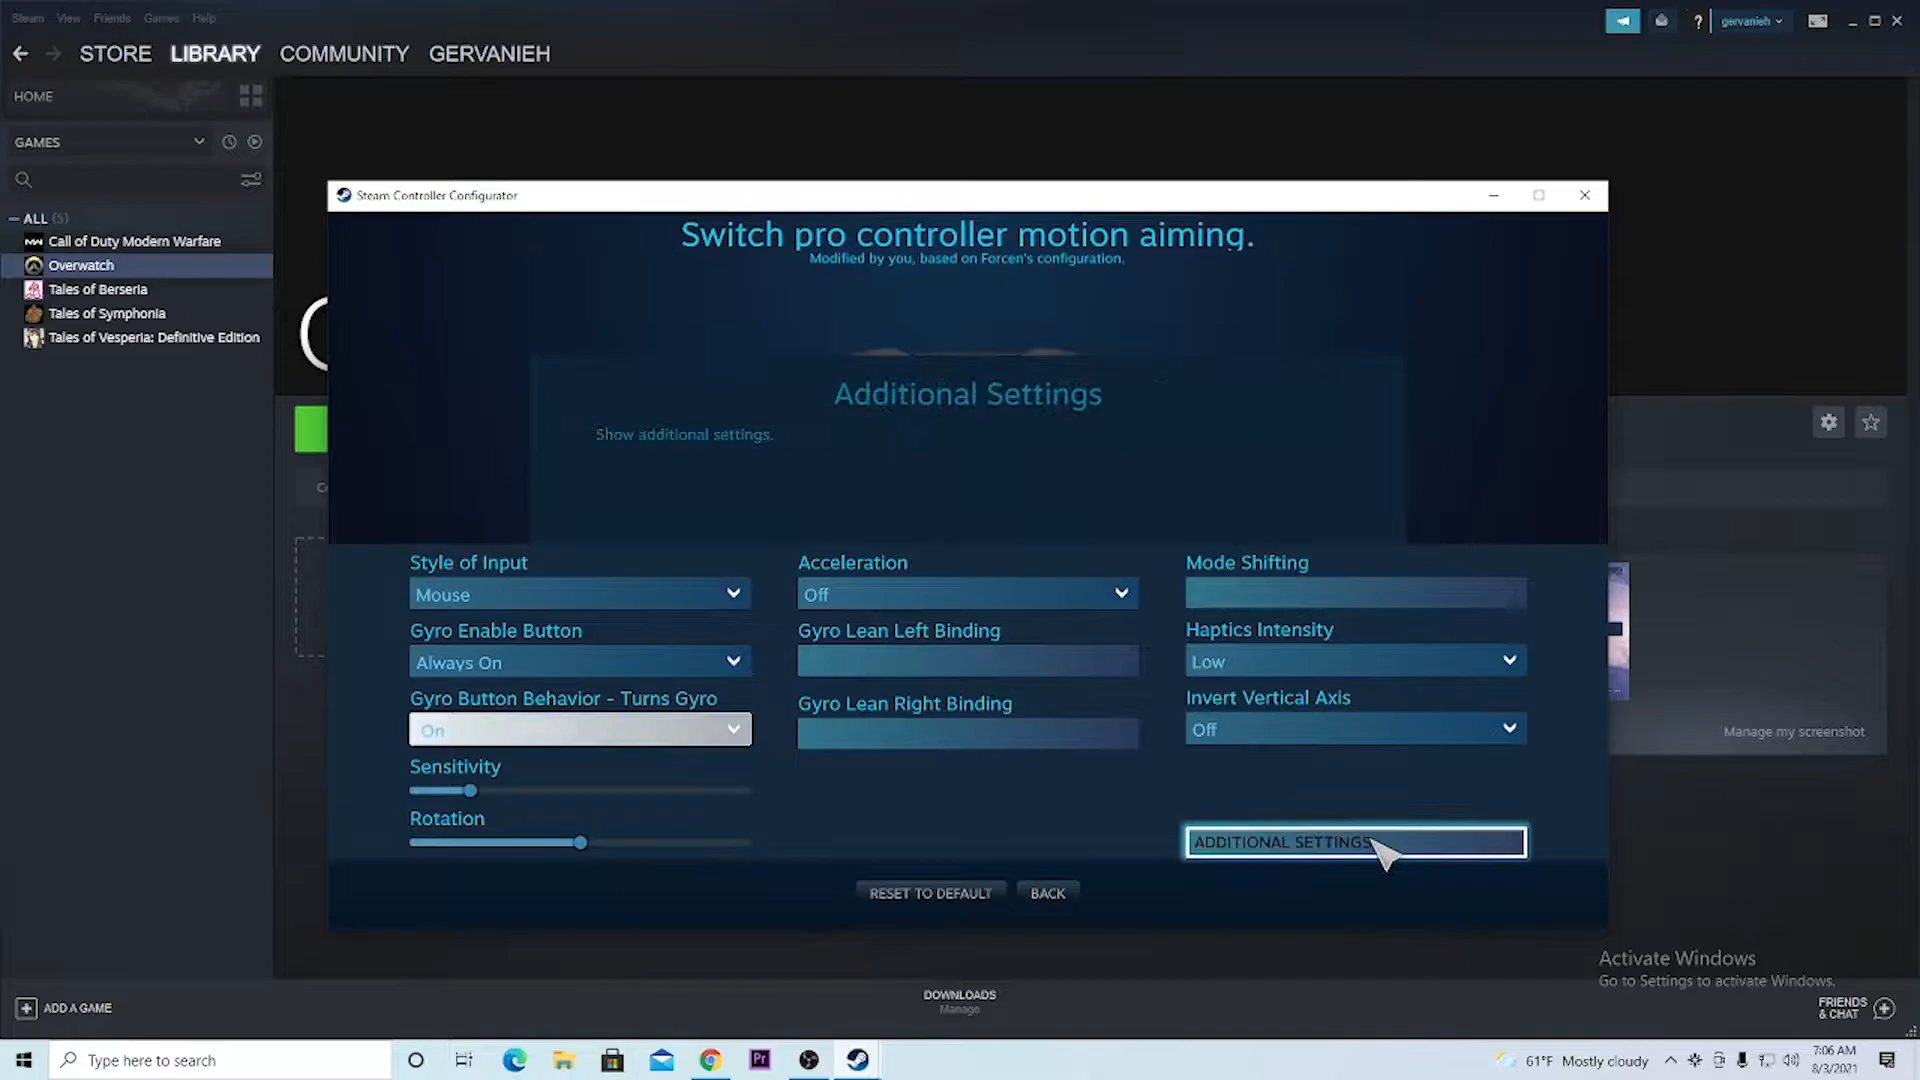 Steam View Friends Games Help
gervanieh
STORE LIBRARY COMMUNITY GERVANIEH
HOME
GAMES
ALL (5)
Call of Duty Modern Warfare
Overwatch
Tales of Berseria
Tales of Symphonia
Tales of Vesperia: Definitive Edition
Steam Controller Configurator
Switch pro controller motion aiming.
Modified by you, based on Forcen's configuration.
Additional Settings
Show additional settings.
Style of Input
Mouse
Gyro Enable Button
Always On
Gyro Button Behavior - Turns Gyro
On
Sensitivity
Rotation
Acceleration
Off
Gyro Lean Left Binding
Gyro Lean Right Binding
Mode Shifting
Haptics Intensity
Low
Invert Vertical Axis
Off
ADDITIONAL SETTINGS
RESET TO DEFAULT
BACK
Manage my screenshot
Activate Windows
Go to Settings to activate Windows.
ADD A GAME
DOWNLOADS
Manage
FRIENDS
& CHAT
Type here to search
Pr
61°F Mostly cloudy
7:06 AM
8/3/2021